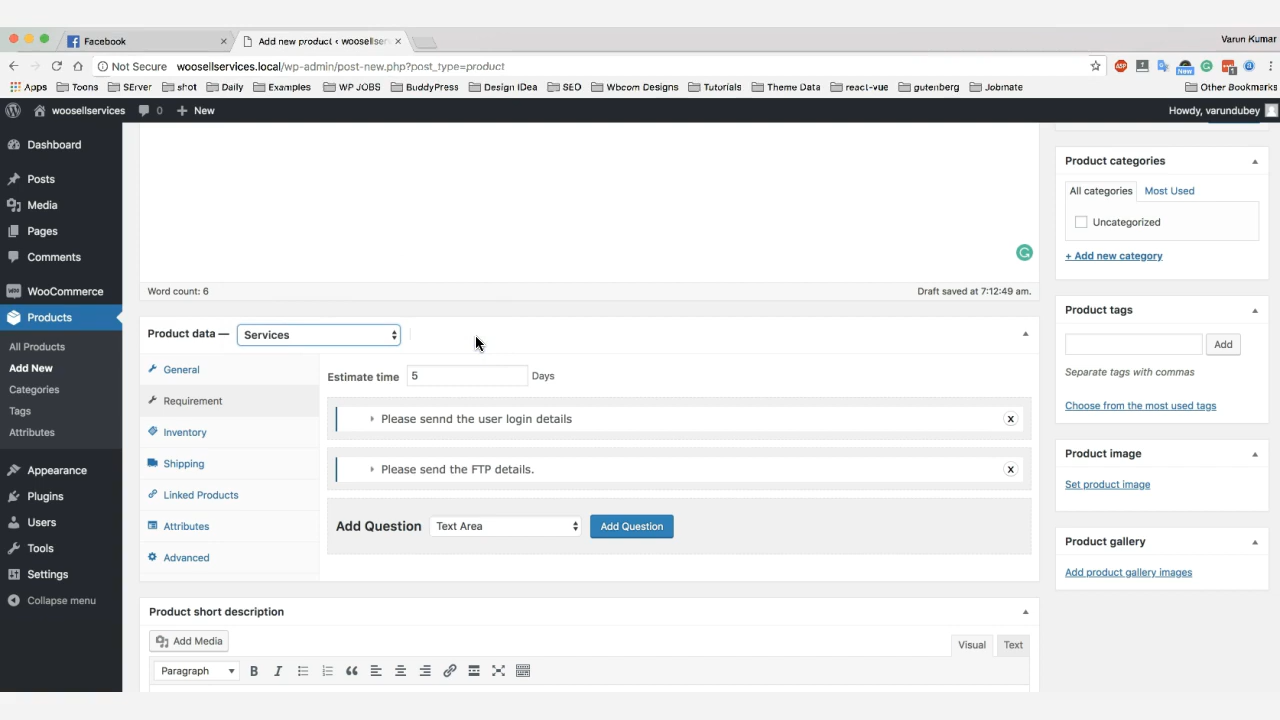 Facebook
Add new product ‹ woosellser
Varun Kumar
Not Secure woosellservices.local/wp-admin/post-new.php?post_type=product
Apps Toons SErver shot Daily Examples WP JOBS BuddyPress Design IDea SEO Wbcom Designs Tutorials Theme Data react-vue gutenberg Jobmate Other Bookmarks
woosellservices 0 New Howdy, varundubey
Dashboard
Posts
Media
Pages
Comments
WooCommerce
Products
All Products
Add New
Categories
Tags
Attributes
Appearance
Plugins
Users
Tools
Settings
Collapse menu
Word count: 6
Draft saved at 7:12:49 am.
Product data — Services
General
Requirement
Inventory
Shipping
Linked Products
Attributes
Advanced
Estimate time 5 Days
Please sennd the user login details x
Please send the FTP details. x
Add Question Text Area Add Question
Product short description
Add Media
Visual Text
Paragraph
Product categories
All categories Most Used
Uncategorized
+ Add new category
Product tags
Add
Separate tags with commas
Choose from the most used tags
Product image
Set product image
Product gallery
Add product gallery images